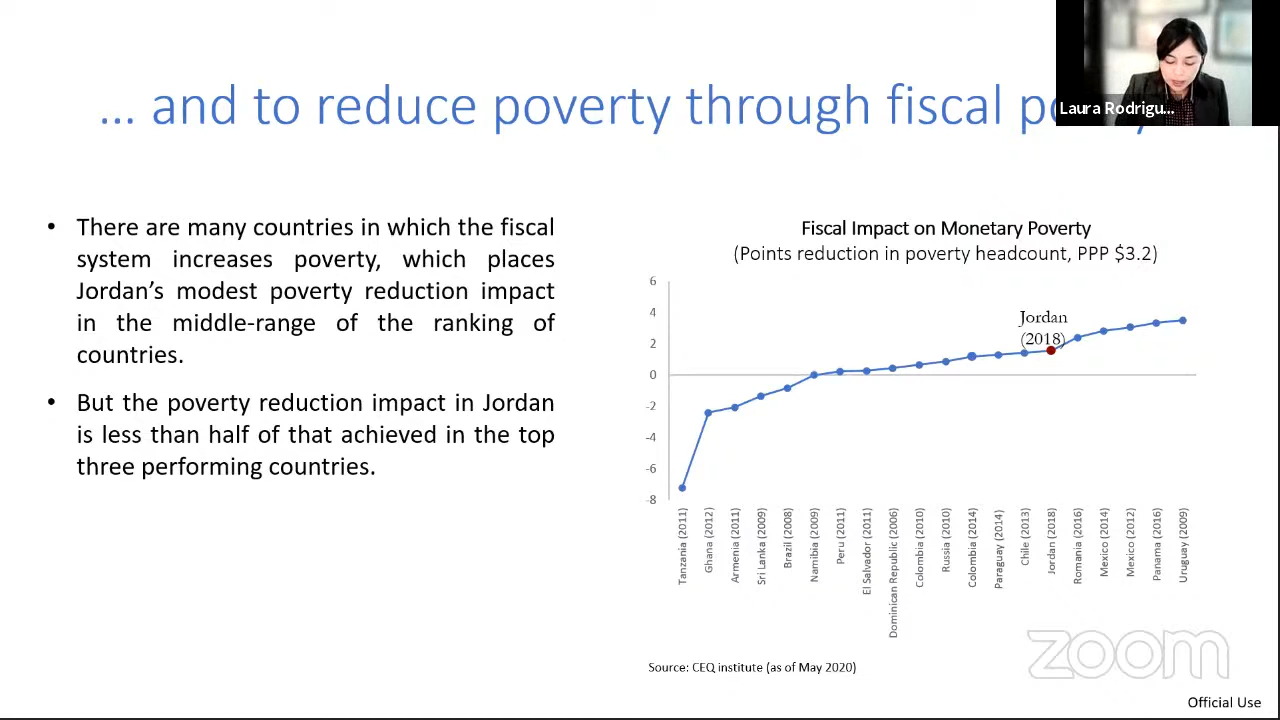 … and to reduce poverty through fiscal
Laura Rodrigu...
• There are many countries in which the fiscal
system increases poverty, which places
Jordan’s modest poverty reduction impact
in the middle-range of the ranking of
countries.
• But the poverty reduction impact in Jordan
is less than half of that achieved in the top
three performing countries.
Fiscal Impact on Monetary Poverty
(Points reduction in poverty headcount, PPP $3.2)
6
4
2
0
-2
-4
-6
-8
Jordan
(2018)
Tanzania (2011)
Ghana (2012)
Armenia (2011)
Sri Lanka (2009)
Brazil (2008)
Namibia (2009)
Peru (2011)
El Salvador (2011)
Dominican Republic (2006)
Colombia (2010)
Russia (2010)
Colombia (2014)
Paraguay (2014)
Chile (2013)
Jordan (2018)
Romania (2016)
Mexico (2014)
Mexico (2012)
Panama (2016)
Uruguay (2009)
Source: CEQ institute (as of May 2020)
zoom
Official Use